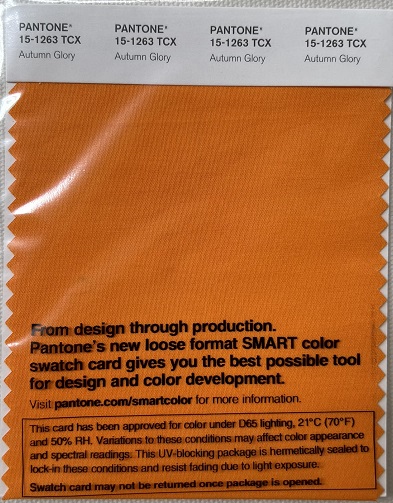 PANTONE® PANTONE® PANTONE® PANTONE®
15-1263 TCX 15-1263 TCX 15-1263 TCX 15-1263 TCX
Autumn Glory Autumn Glory Autumn Glory Autumn Glory
From design through production.
Pantone's new loose format SMART color
swatch card gives you the best possible tool
for design and color development.
Visit pantone.com/smartcolor for more information.
This card has been approved for color under D65 lighting, 21°C (70°F)
and 50% RH. Variations to these conditions may affect color appearance
and spectral readings. This UV-blocking package is hermetically sealed to
lock-in these conditions and resist fading due to light exposure.
Swatch card may not be returned once package is opened.